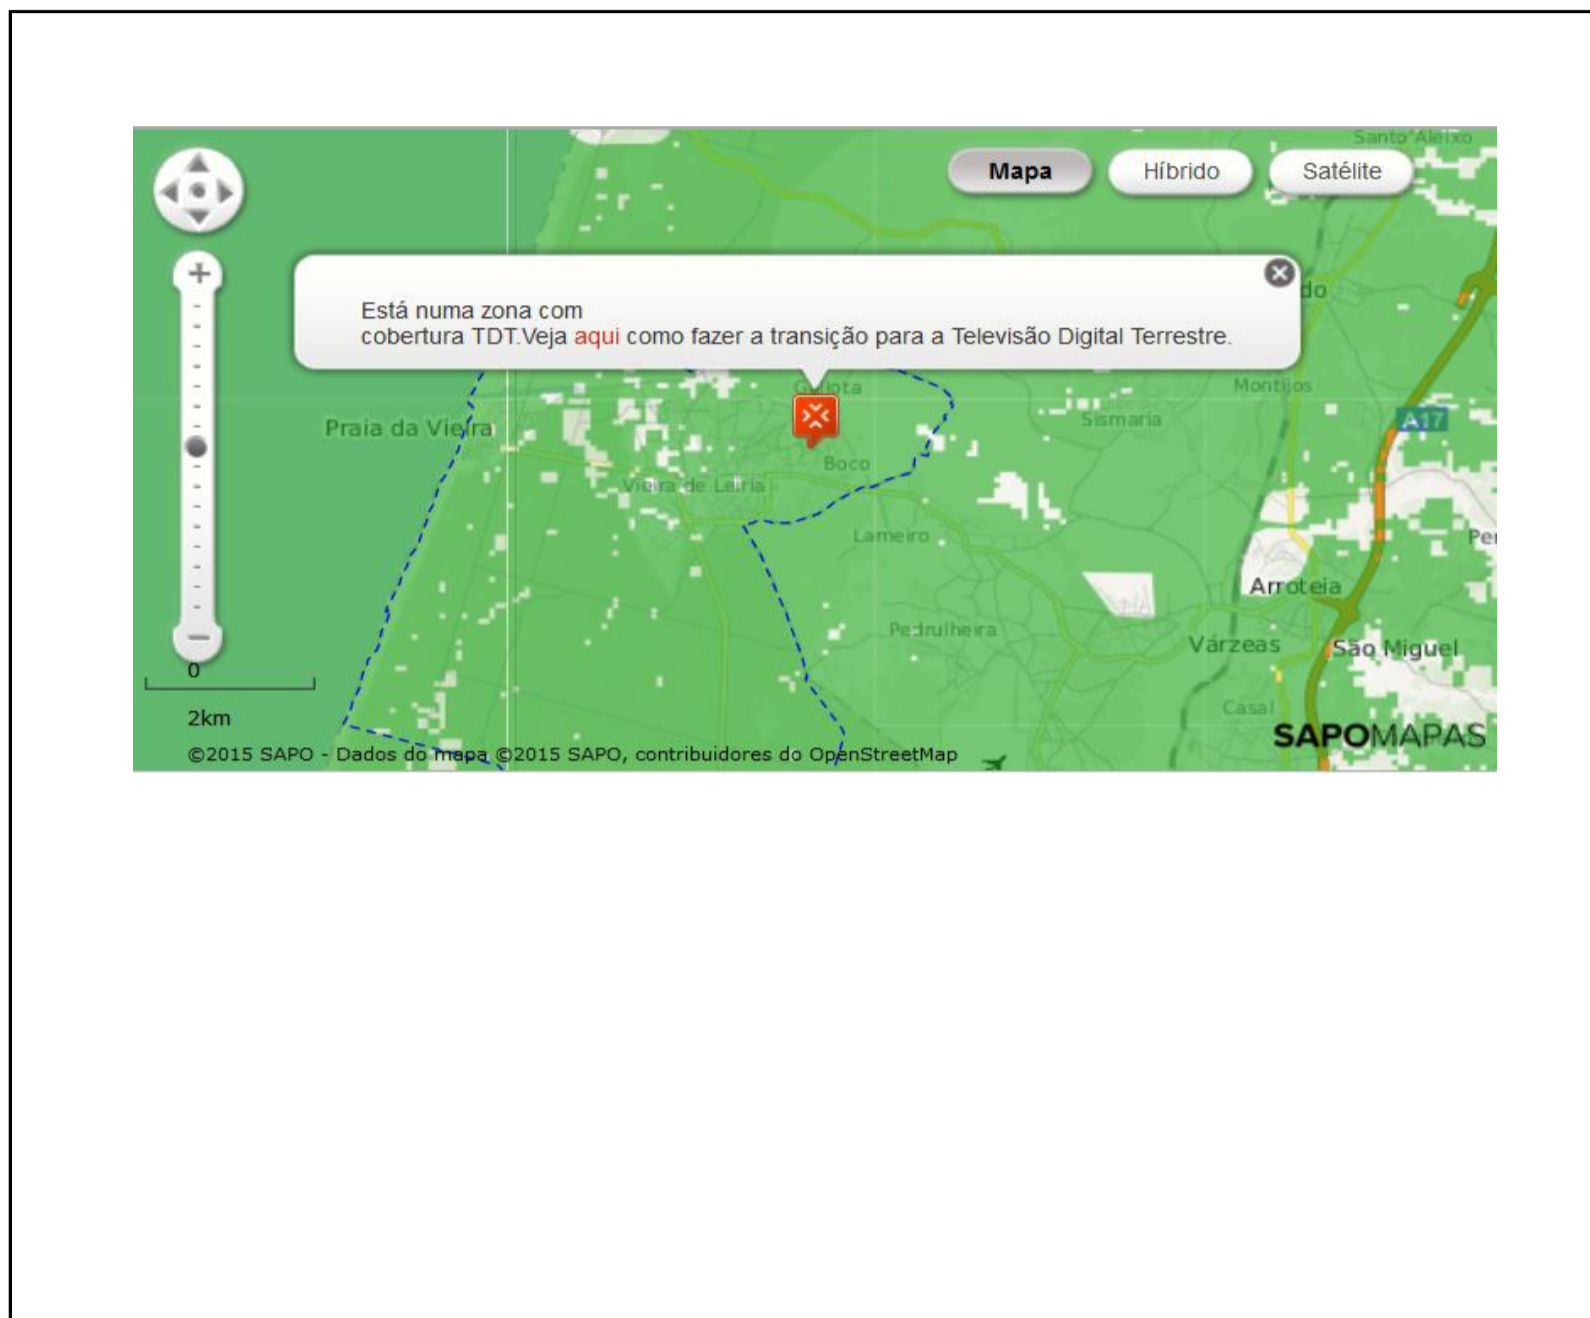 Santo Aleixo
Mapa
Híbrido
Satélite
+
Está numa zona com
cobertura TDT.Veja aqui como fazer a transição para a Televisão Digital Terrestre.
do
Montijos
Praia da Vieira
Sismaria
A17
Boco
Vieira de Leiria
Lameiro
Arroteia
Pedrulheira
Várzeas
São Miguel
0
Casal
2km
SAPOMAPAS
©2015 SAPO - Dados do mapa ©2015 SAPO, contribuidores do OpenStreetMap